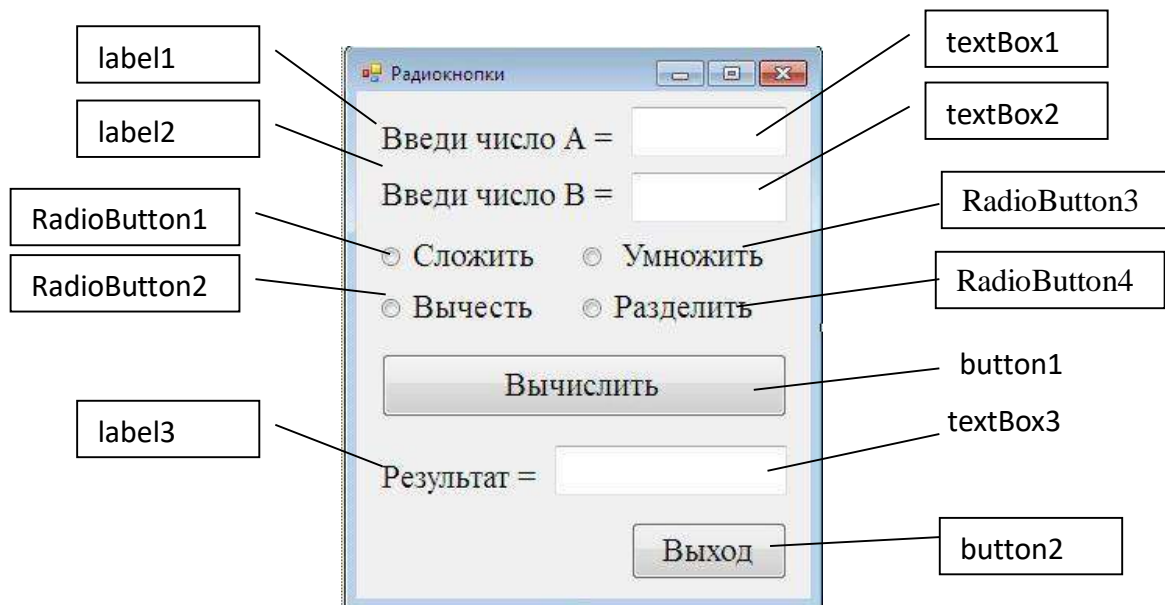 label1
textBox1
Радиокнопки
label2
textBox2
Введи число A =
Введи число B =
RadioButton1
RadioButton3
Сложить
Умножить
RadioButton2
RadioButton4
Вычесть
Разделить
button1
Вычислить
label3
textBox3
Результат =
button2
Выход